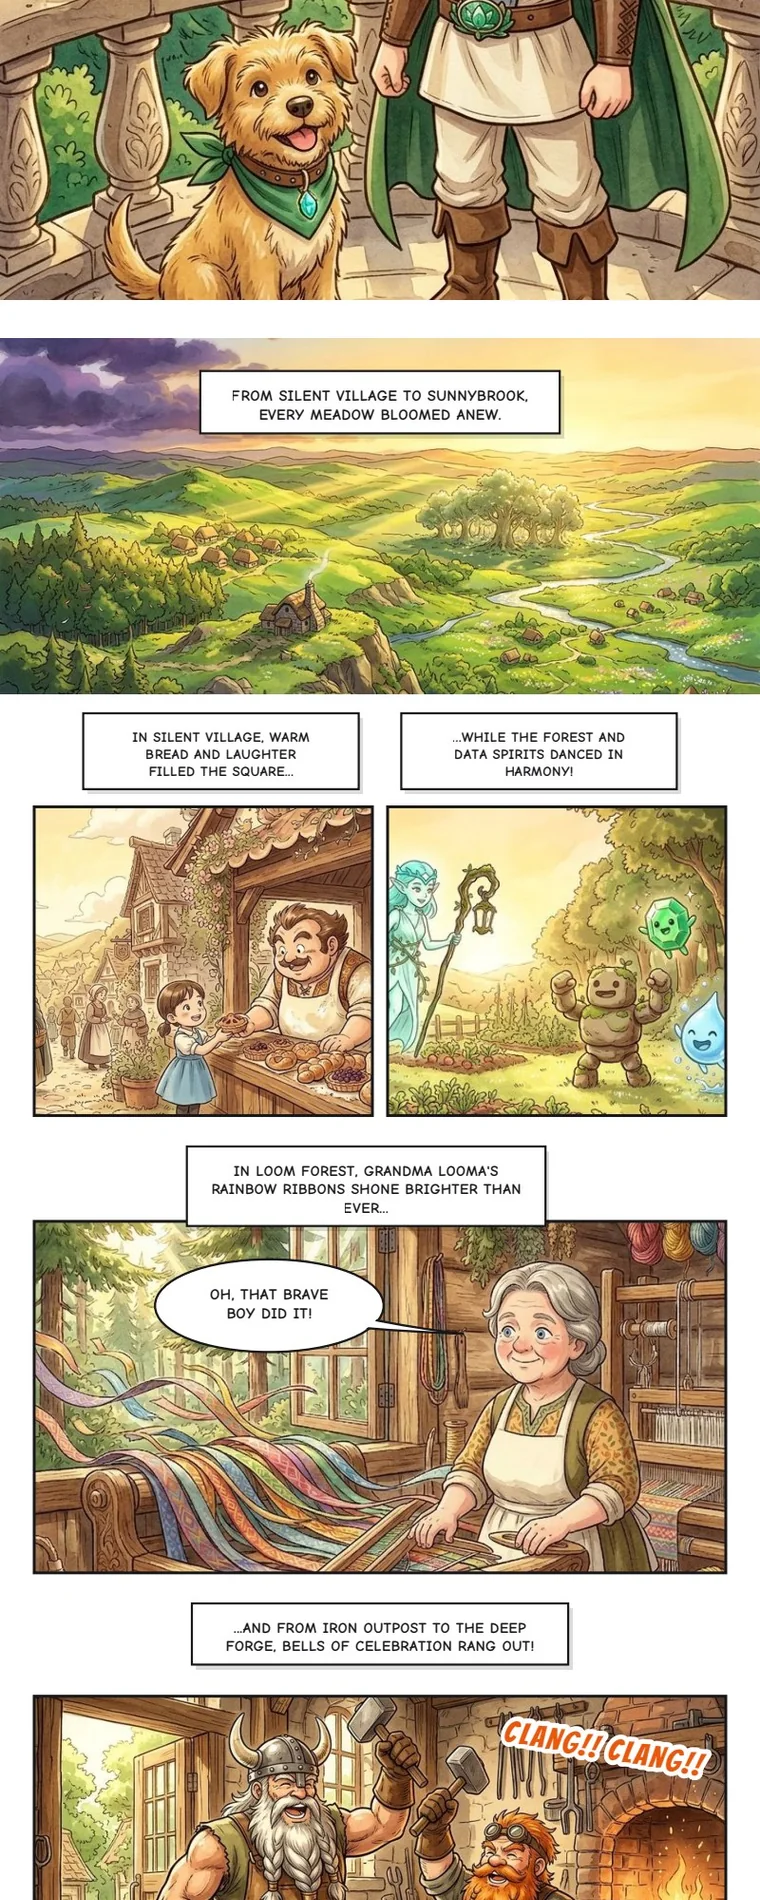 FROM SILENT VILLAGE TO SUNNYBROOK,
EVERY MEADOW BLOOMED ANEW.
IN SILENT VILLAGE, WARM
BREAD AND LAUGHTER
FILLED THE SQUARE...
...WHILE THE FOREST AND
DATA SPIRITS DANCED IN
HARMONY!
IN LOOM FOREST, GRANDMA LOOMA'S
RAINBOW RIBBONS SHONE BRIGHTER THAN
EVER...
OH, THAT BRAVE
BOY DID IT!
...AND FROM IRON OUTPOST TO THE DEEP
FORGE, BELLS OF CELEBRATION RANG OUT!
CLANG!! CLANG!!